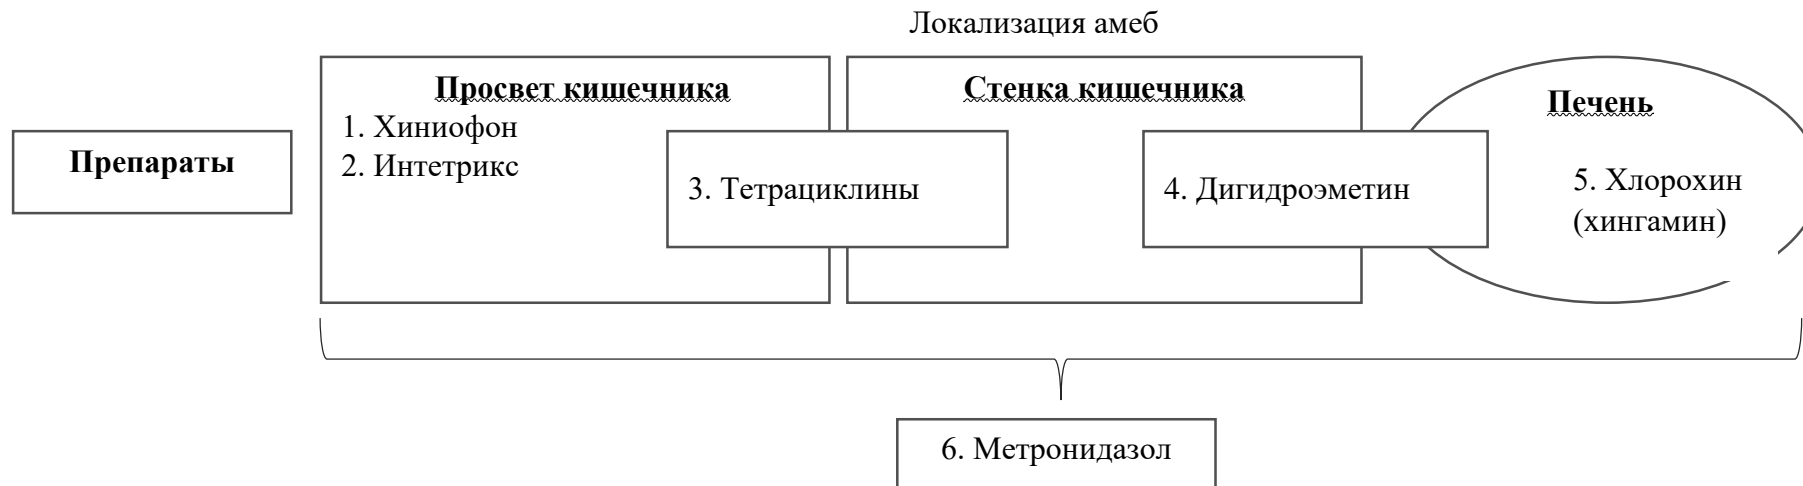 Локализация амеб
Препараты
Просвет кишечника
1. Хиниофон
2. Интетрикс
3. Тетрациклины
Стенка кишечника
4. Дигидроэметин
Печень
5. Хлорохин
(хингамин)
6. Метронидазол